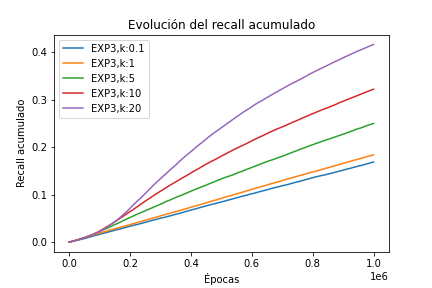 Evolución del recall acumulado
EXP3,k:0.1
EXP3,k:1
EXP3,k:5
EXP3,k:10
EXP3,k:20
Recall acumulado
0.4
0.3
0.2
0.1
0.0
0.0 0.2 0.4 0.6 0.8 1.0
1e6
Épocas